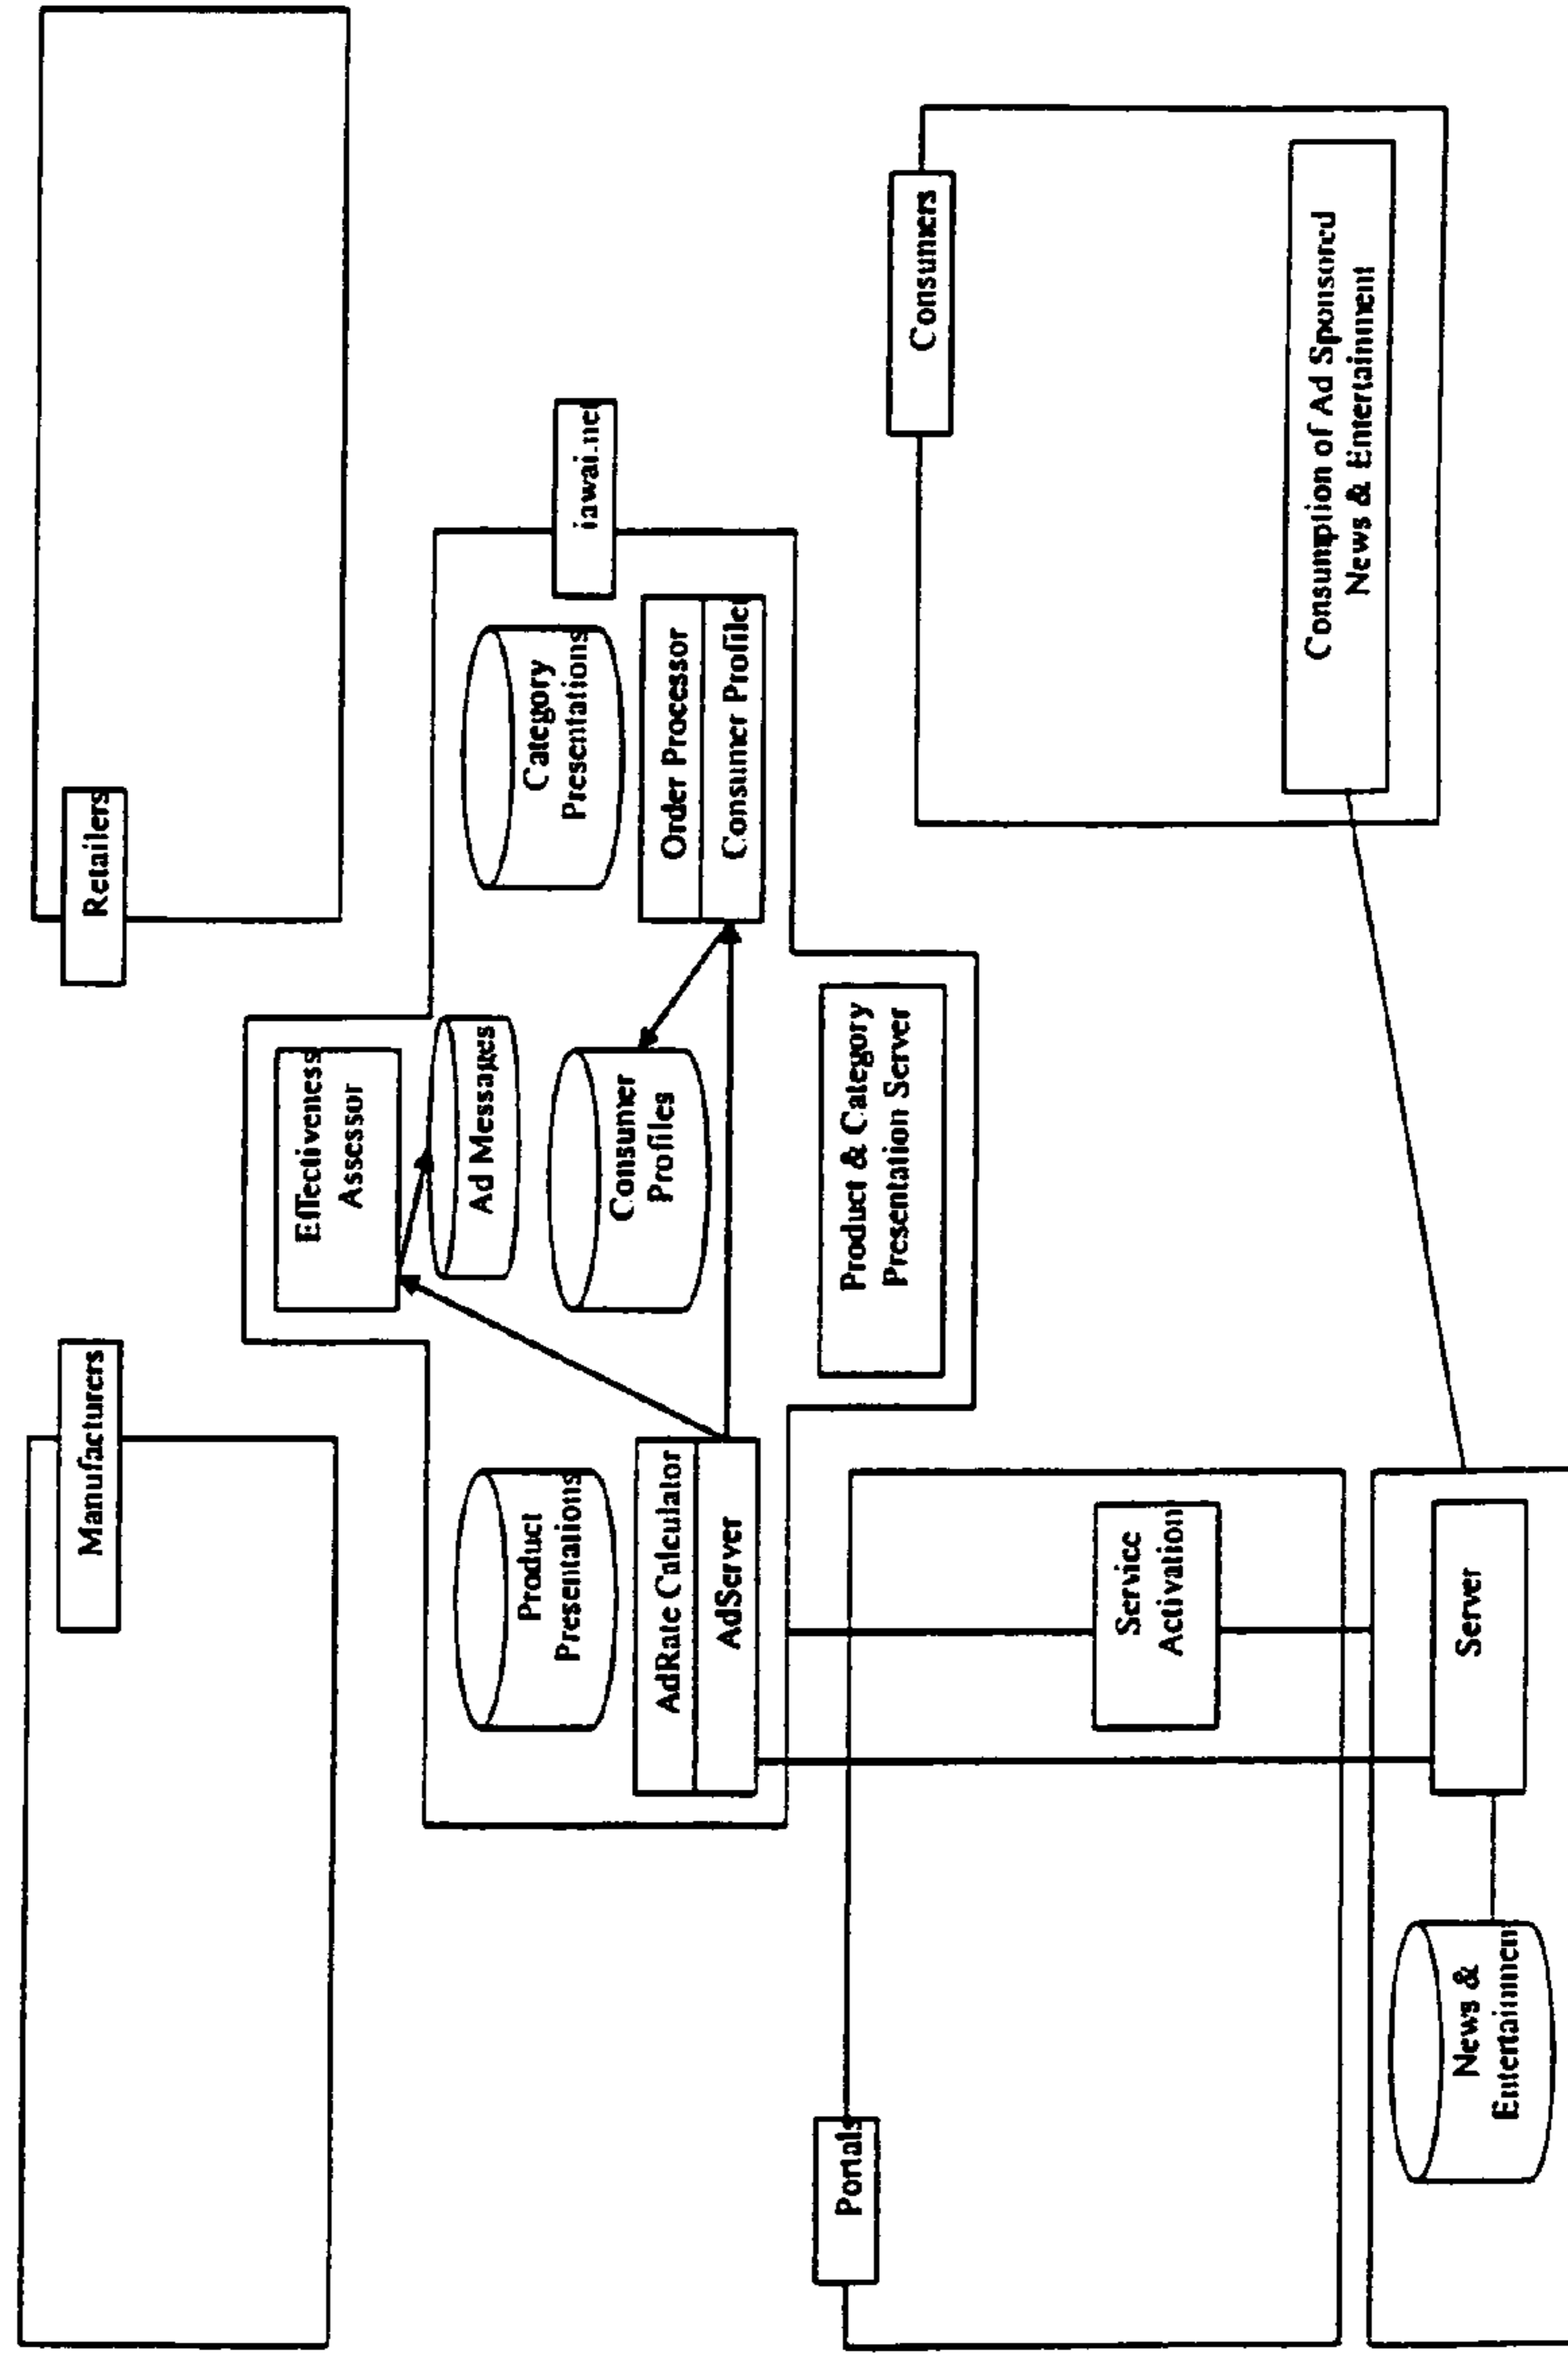 Manufacturers
Retailers
Effectiveness
Assessor
Ad Messages
Product
Presentations
Consumer
Profiles
Category
Presentations
AdRate Calculator
AdServer
Order Processor
Consumer Profile
Product & Category
Presentation Server
Portals
Consumers
Service
Activation
Consumption of Ad Sponsored
News & Entertainment
News &
Entertainmen
Server